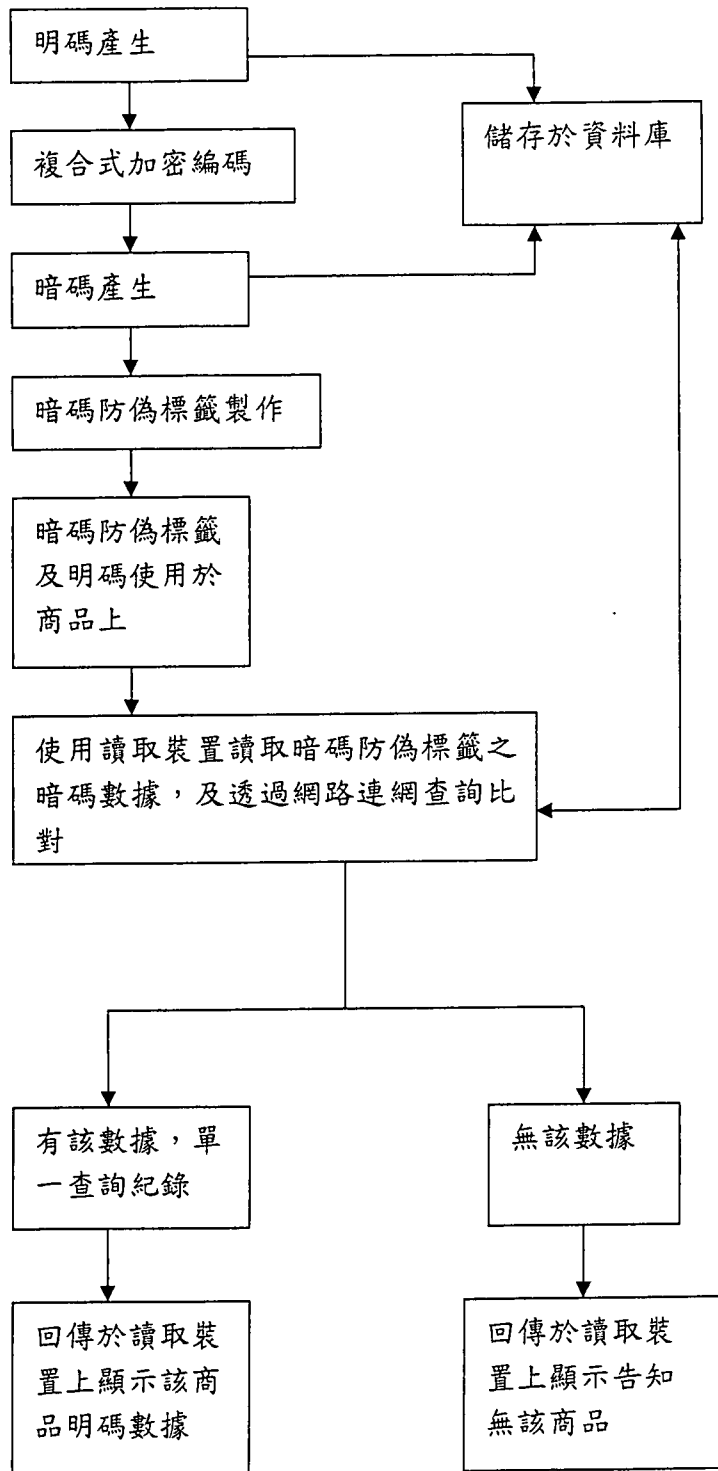 明碼產生
儲存於資料庫
複合式加密編碼
暗碼產生
暗碼防偽標籤製作
暗碼防偽標籤
及明碼使用於
商品上
使用讀取裝置讀取暗碼防偽標籤之
暗碼數據,及透過網路連網查詢比
對
有該數據,單
一查詢紀錄
無該數據
回傳於讀取裝
置上顯示該商
品明碼數據
回傳於讀取裝
置上顯示告知
無該商品